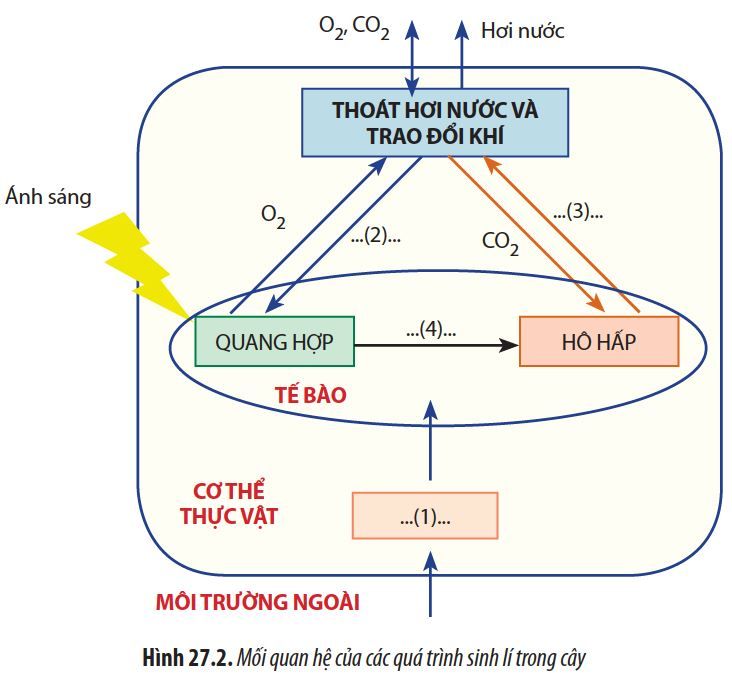 O2, CO2
Hơi nước
THOÁT HƠI NƯỚC VÀ
TRAO ĐỔI KHÍ
Ánh sáng
O2
...(2)...
CO2
...(3)...
QUANG HỢP
...(4)...
HÔ HẤP
TẾ BÀO
CƠ THỂ
THỰC VẬT
...(1)...
MÔI TRƯỜNG NGOÀI
Hình 27.2. Mối quan hệ của các quá trình sinh lí trong cây